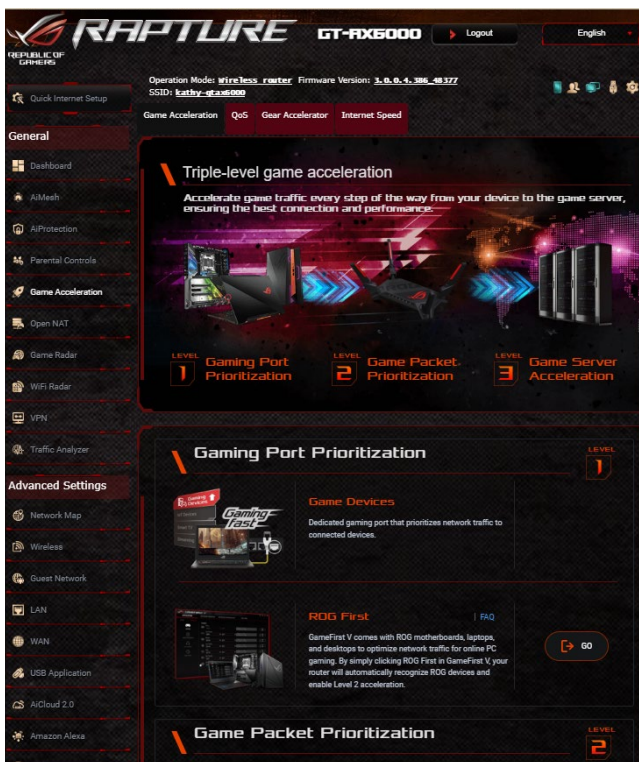 REPUBLIC OF
GAMERS
RAPTURE
GT-AX6000
Logout
English
Operation Mode: Wireless router Firmware Version: 3.0.0.4.386_48377
SSID: kathy-gtax6000
Quick Internet Setup
General
Dashboard
AiMesh
AiProtection
Parental Controls
Game Acceleration
Open NAT
Game Radar
WiFi Radar
VPN
Traffic Analyzer
Advanced Settings
Network Map
Wireless
Guest Network
LAN
WAN
USB Application
AiCloud 2.0
Amazon Alexa
Game Acceleration
QoS
Gear Accelerator
Internet Speed
Triple-level game acceleration
Accelerate game traffic every step of the way from your device to the game server,
ensuring the best connection and performance.
LEVEL
1
Gaming Port
Prioritization
LEVEL
2
Game Packet
Prioritization
LEVEL
3
Game Server
Acceleration
Gaming Port Prioritization
LEVEL
1
Gaming
Devices
Gaming
fast
Game Devices
Dedicated gaming port that prioritizes network traffic to
connected devices.
ROG First
| FAQ
GameFirst V comes with ROG motherboards, laptops,
and desktops to optimize network traffic for online PC
gaming. By simply clicking ROG First in GameFirst V, your
router will automatically recognize ROG devices and
enable Level 2 acceleration.
GO
Game Packet Prioritization
LEVEL
2